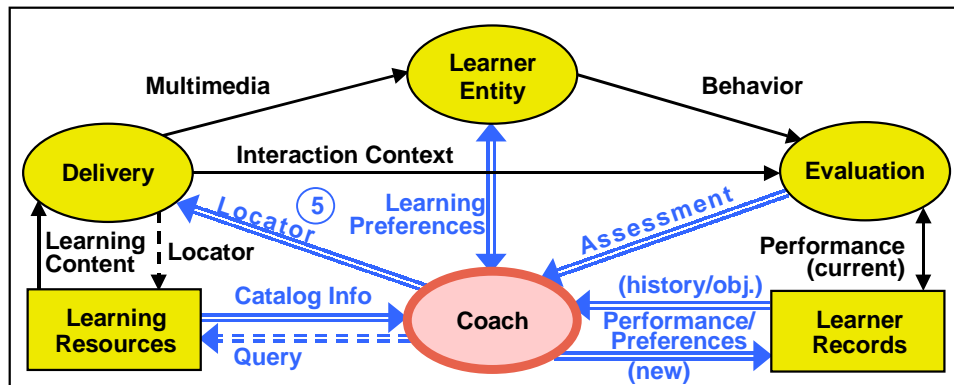 Learner
Entity
Multimedia
Behavior
Interaction Context
Delivery
Evaluation
Locator
5
Learning
Preferences
Assessment
Learning
Content
Locator
Performance
(current)
Catalog Info
(history/obj.)
Learning
Resources
Coach
Performance/
Preferences
Learner
Records
Query
(new)